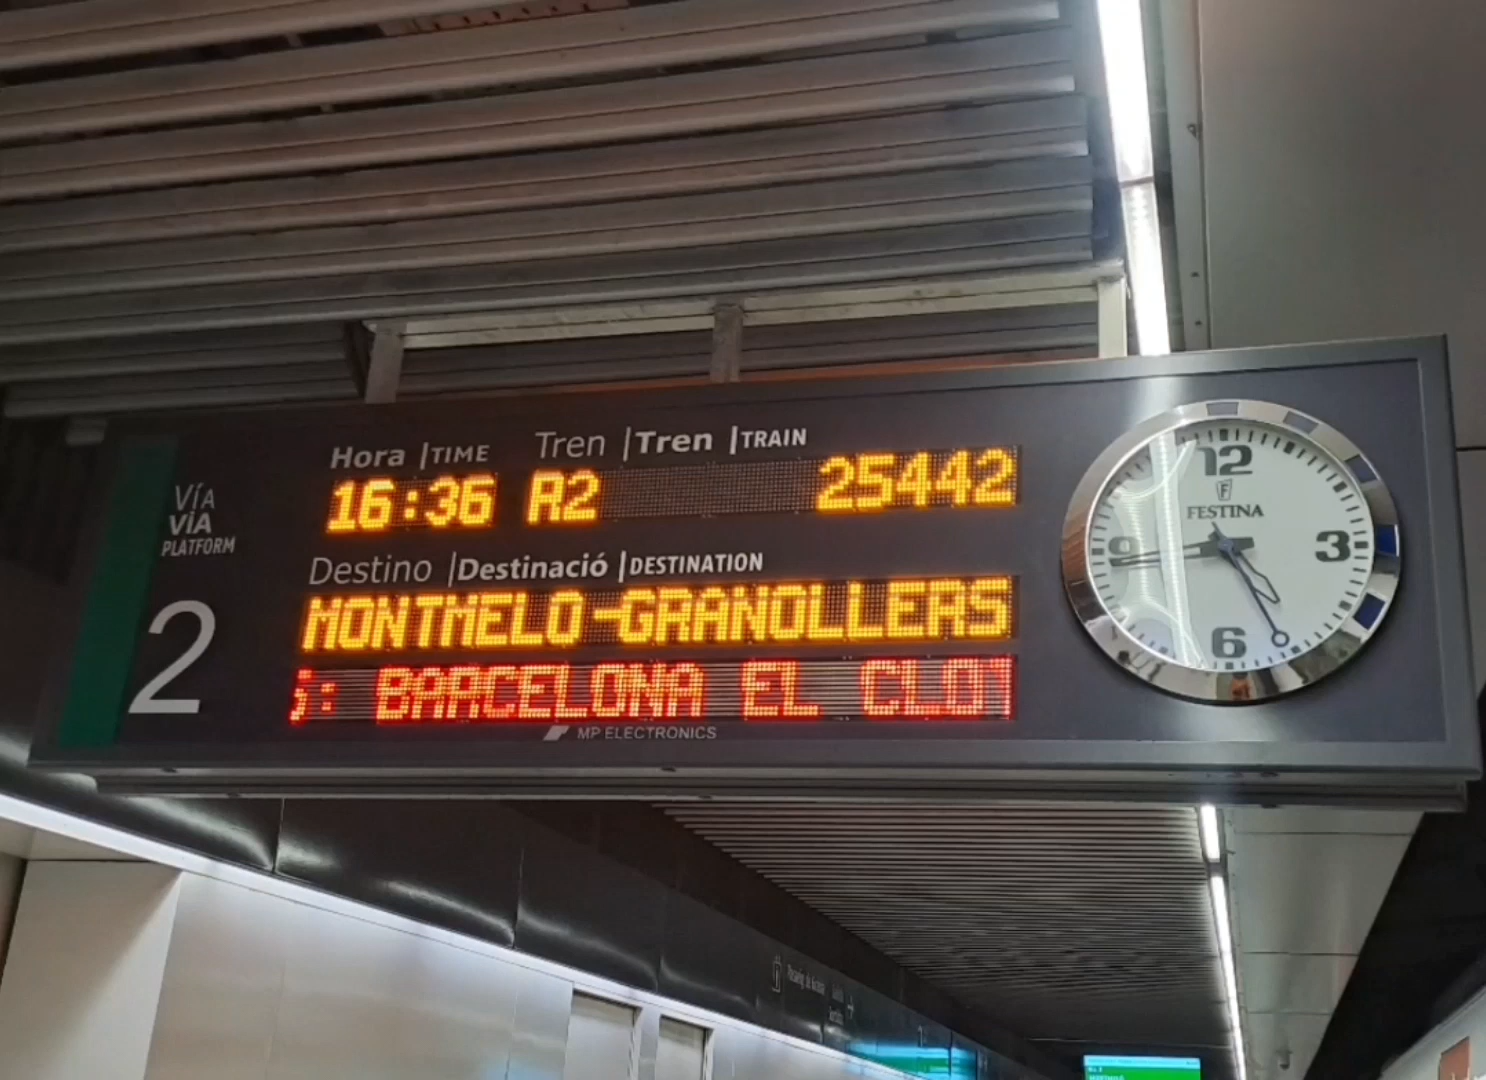 Hora | TIME Tren | Tren | TRAIN
16:36 R2 25442
Vía
VIA
PLATFORM
2
Destino | Destinació | DESTINATION
MONTMELO-GRANOLLERS
S: BARCELONA EL CLOT
MP ELECTRONICS
12
F
FESTINA
9 3
6